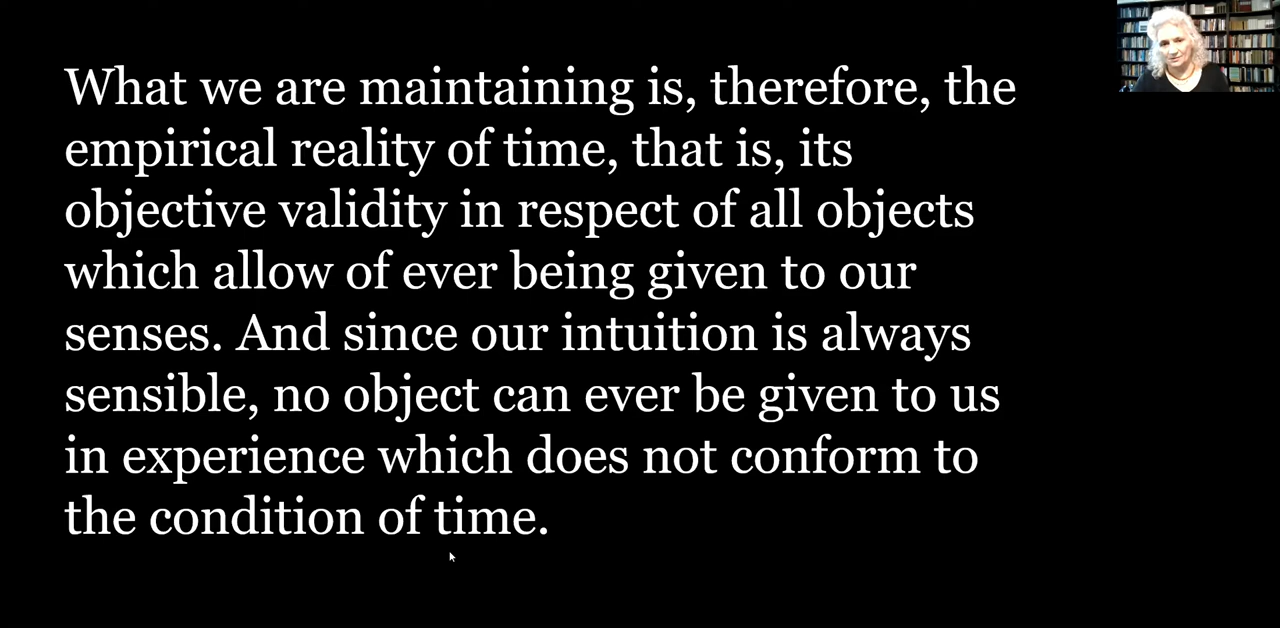 What we are maintaining is, therefore, the
empirical reality of time, that is, its
objective validity in respect of all objects
which allow of ever being given to our
senses. And since our intuition is always
sensible, no object can ever be given to us
in experience which does not conform to
the condition of time.